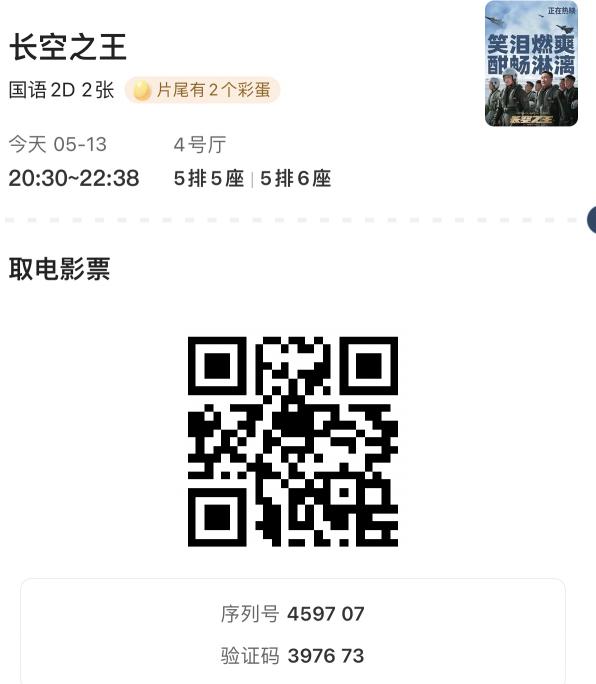 长空之王
国语2D 2张 片尾有2个彩蛋
今天 05-13 4号厅
20:30~22:38 5排5座 | 5排6座
正在热映
笑泪燃爽
酣畅淋漓
长空之王
取电影票
序列号 4597 07
验证码 3976 73